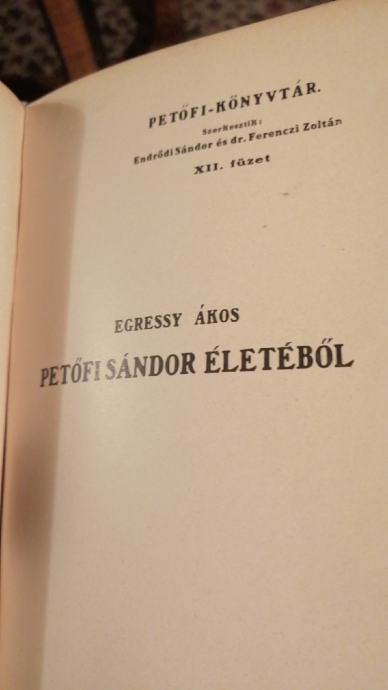 PETŐFI-KÖNYVTÁR.
Szerkesztik:
Endrődi Sándor és dr. Ferenczi Zoltán
XII. füzet
EGRESSY ÁKOS
PETŐFI SÁNDOR ÉLETÉBŐL